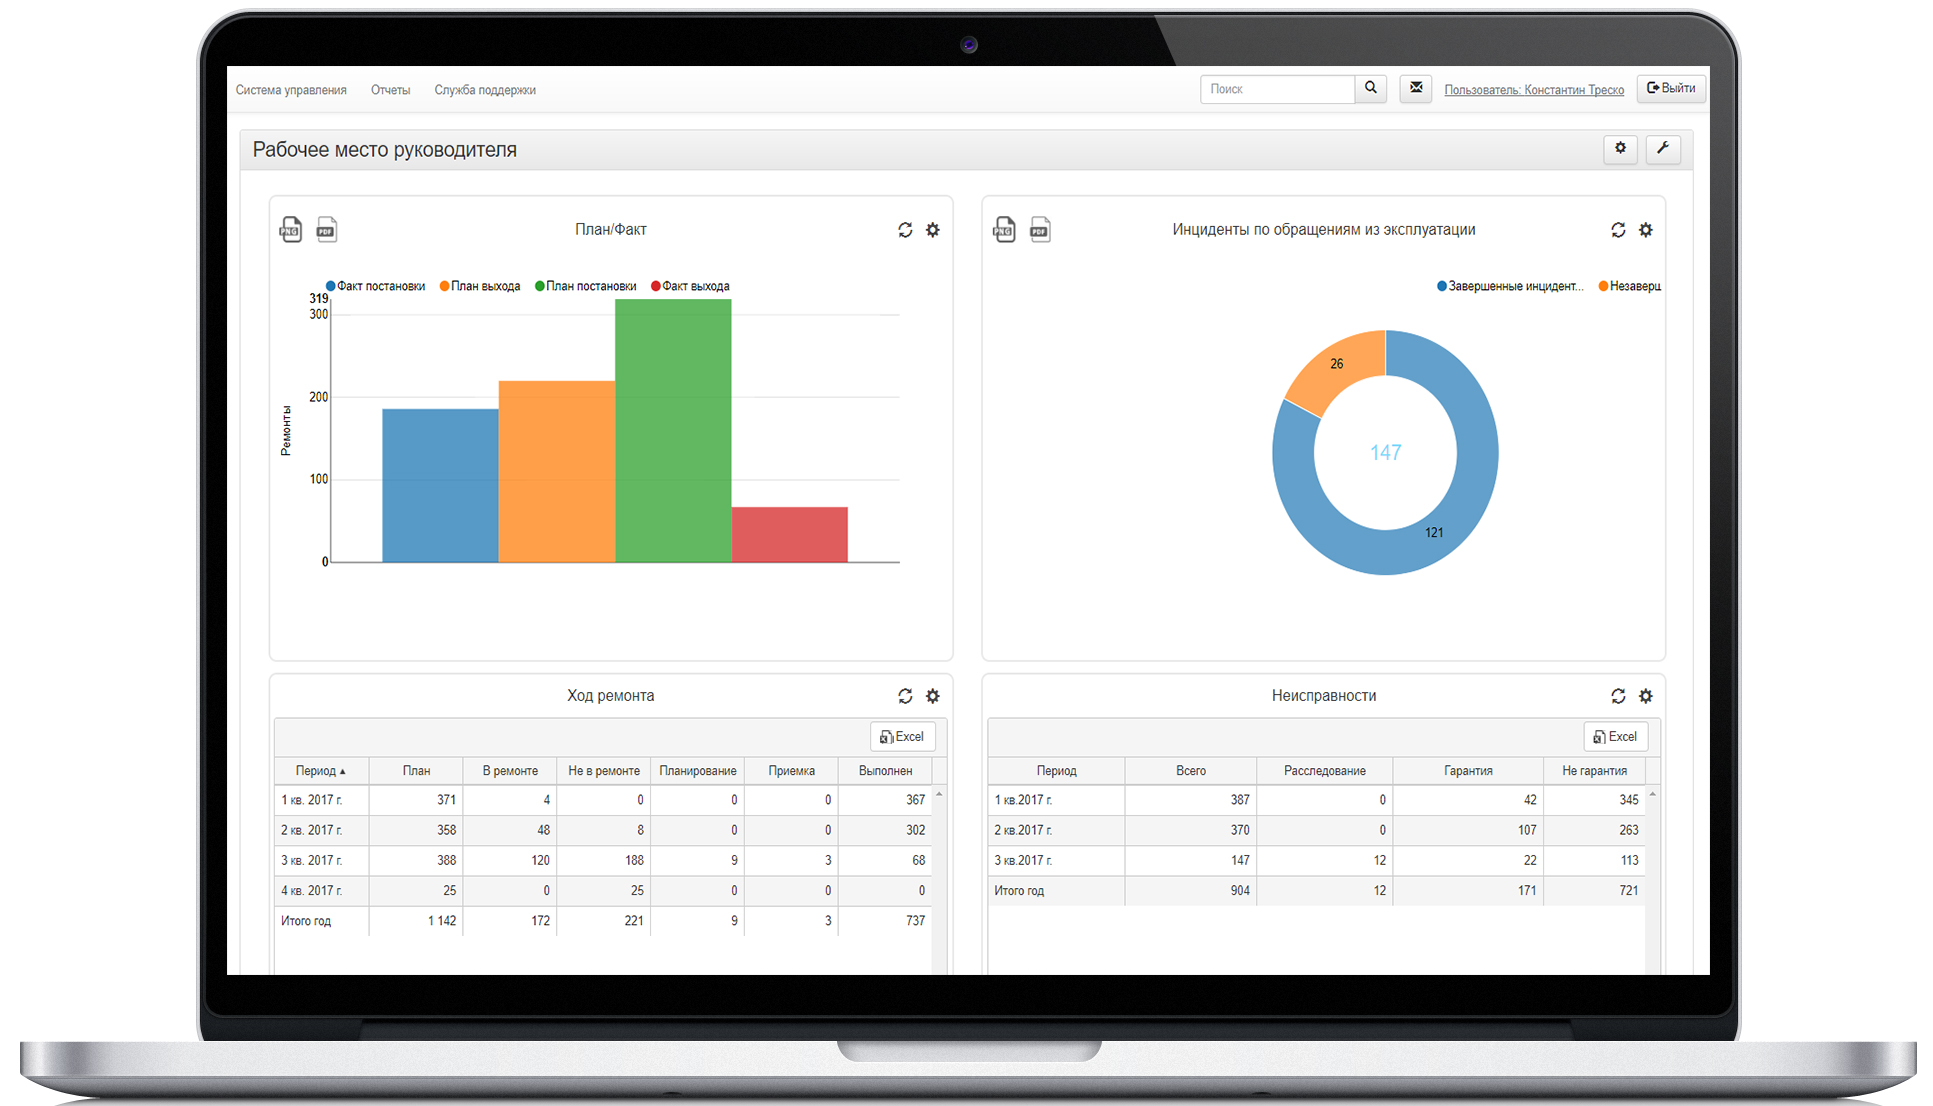 Система управления Отчеты Служба поддержки Поиск Пользователь: Константин Треско Выйти
Рабочее место руководителя
PNG PDF План/Факт
Факт постановки План выхода План постановки Факт выхода
319
300
200
100
0
Ремонты
PNG PDF Инциденты по обращениям из эксплуатации
Завершенные инцидент... Незаверш
26
147
121
Ход ремонта
Excel
Период План В ремонте Не в ремонте Планирование Приемка Выполнен
1 кв. 2017 г. 371 4 0 0 0 367
2 кв. 2017 г. 358 48 8 0 0 302
3 кв. 2017 г. 388 120 188 9 3 68
4 кв. 2017 г. 25 0 25 0 0 0
Итого год 1 142 172 221 9 3 737
Неисправности
Excel
Период Всего Расследование Гарантия Не гарантия
1 кв.2017 г. 387 0 42 345
2 кв.2017 г. 370 0 107 263
3 кв.2017 г. 147 12 22 113
Итого год 904 12 171 721